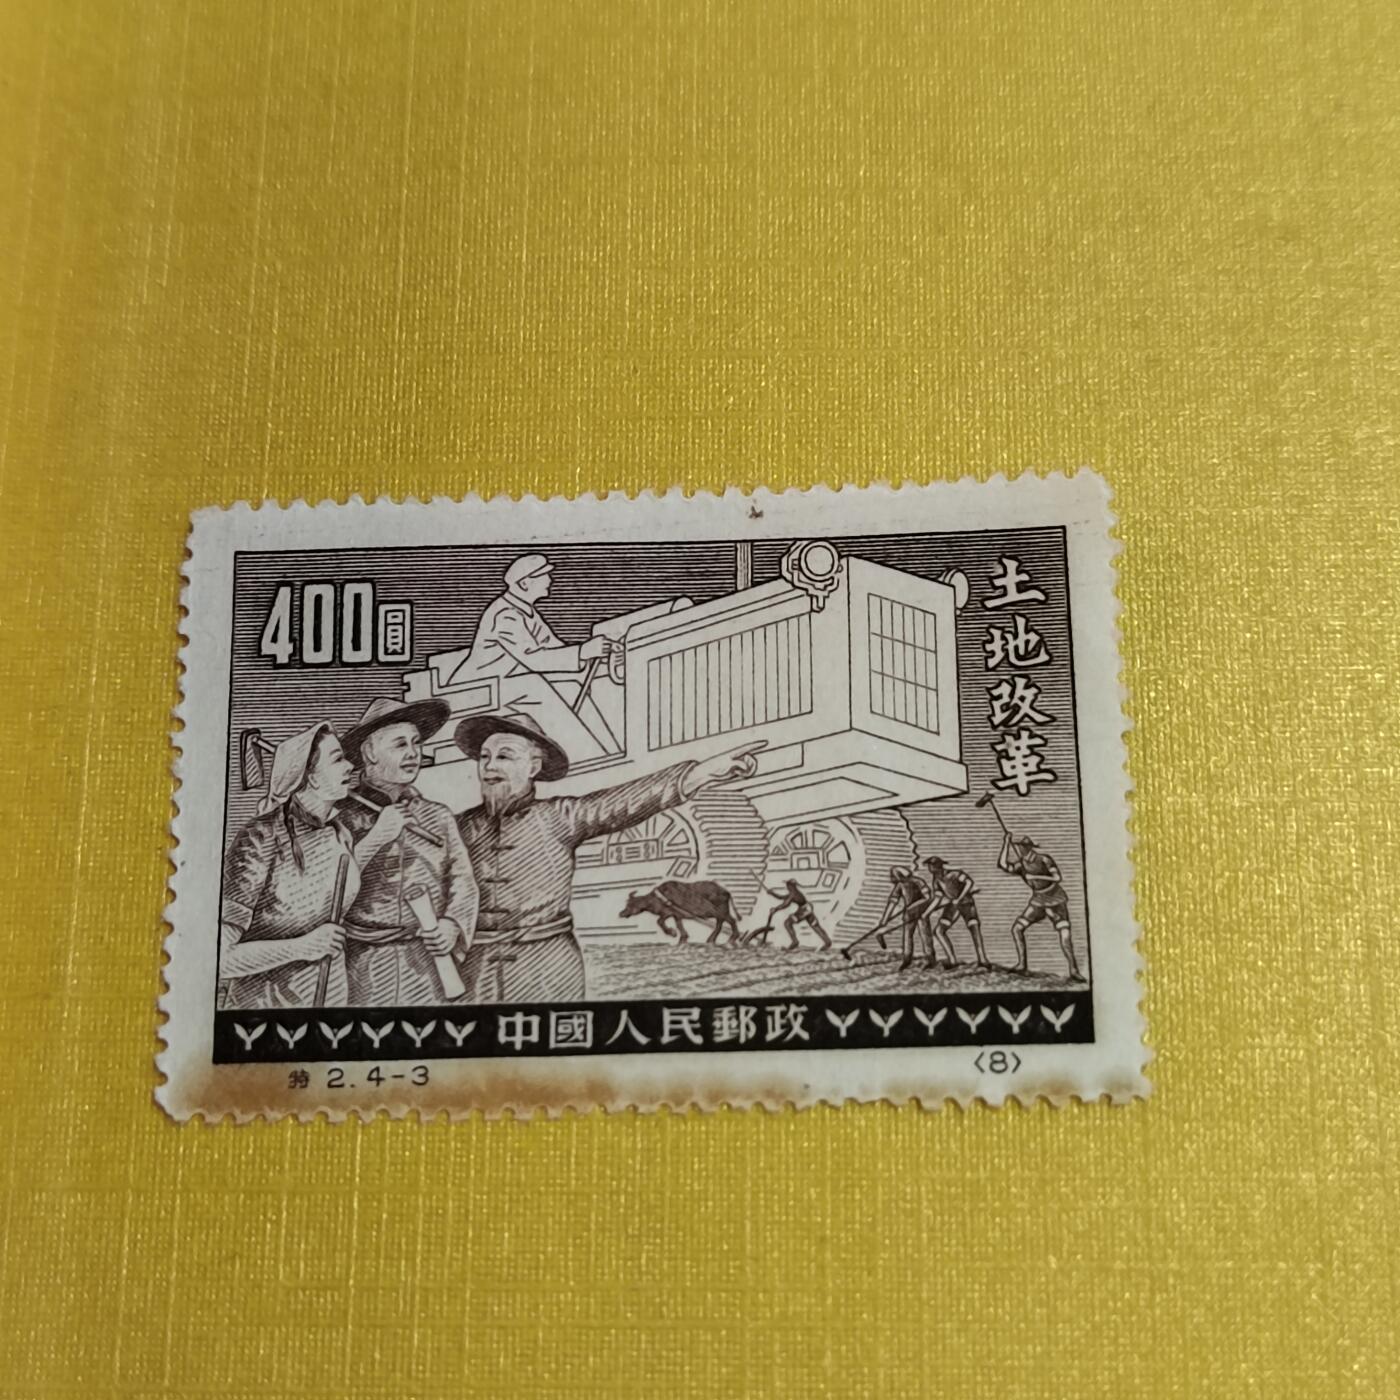 400圓
土地改革
中國人民郵政
特 2.4-3
〈8〉